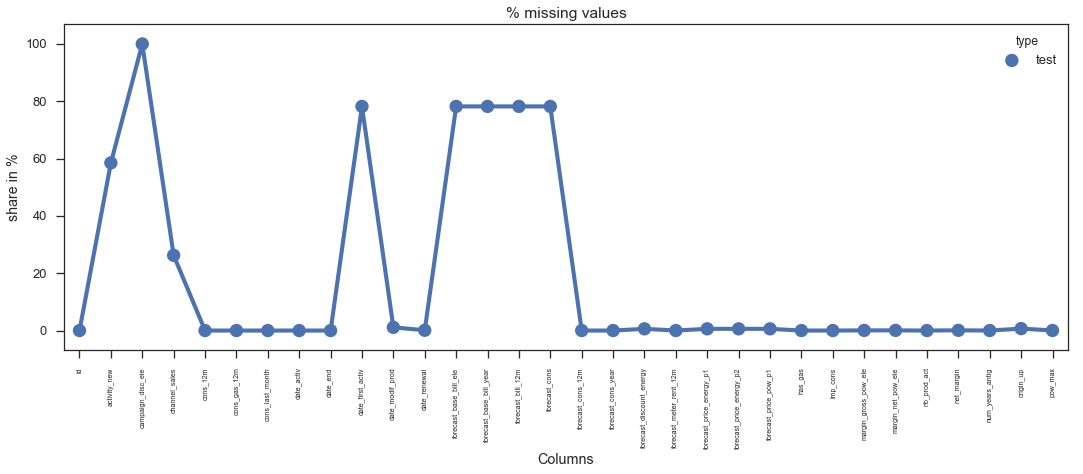 % missing values
share in %
100
80
60
40
20
0
type
test
id
activity_new
campaign_disc_ele
channel_sales
cons_12m
cons_gas_12m
cons_last_month
date_activ
date_end
date_first_activ
date_modif_prod
date_renewal
forecast_base_bill_ele
forecast_base_bill_year
forecast_bill_12m
forecast_cons
forecast_cons_12m
forecast_cons_year
forecast_discount_energy
forecast_meter_rent_12m
forecast_price_energy_p1
forecast_price_energy_p2
forecast_price_pow_p1
has_gas
imp_cons
margin_gross_pow_ele
margin_net_pow_ele
nb_prod_act
net_margin
num_years_antig
origin_up
pow_max
Columns